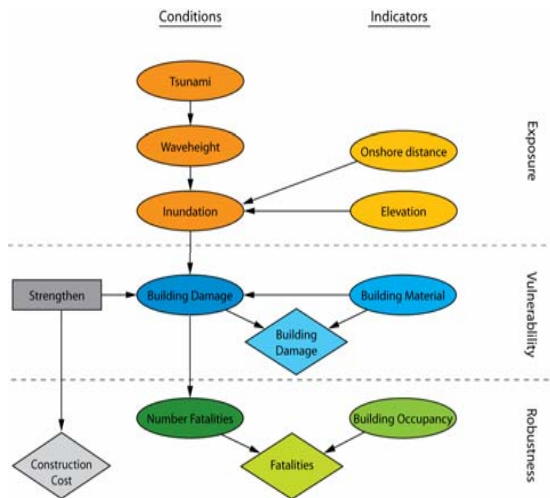 Conditions
Indicators
Tsunami
Waveheight
Onshore distance
Inundation
Elevation
Exposure
Strengthen
Building Damage
Building Material
Building
Damage
Vulnerablility
Number Fatalities
Building Occupancy
Construction
Cost
Fatalities
Robustness